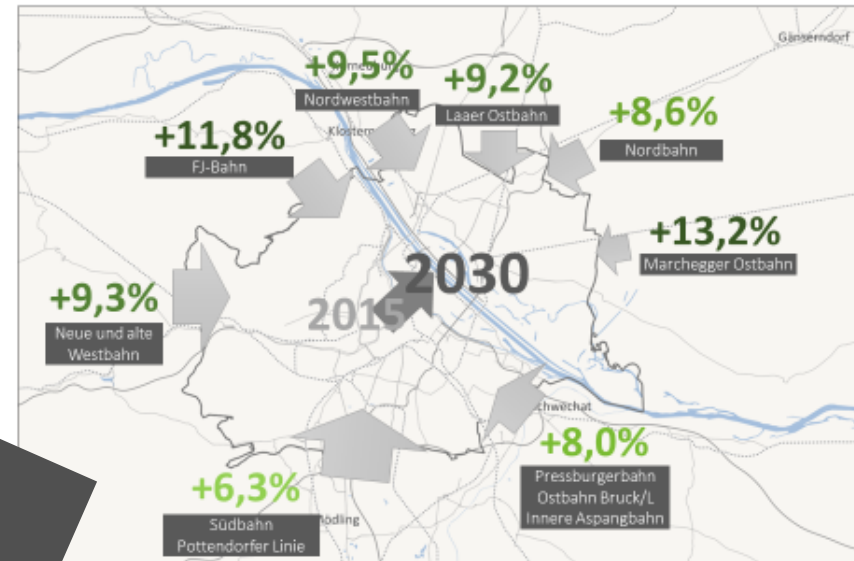 Gänserndorf
+9,5%
Nordwestbahn
+9,2%
Laaer Ostbahn
+8,6%
Nordbahn
+11,8%
FJ-Bahn
+13,2%
Marchegger Ostbahn
2030
2015
+9,3%
Neue und alte
Westbahn
chwechat
+8,0%
Pressburgerbahn
Ostbahn Bruck/L
Innere Aspangbahn
+6,3%
Südbahn
Pottendorfer Linie
ödling